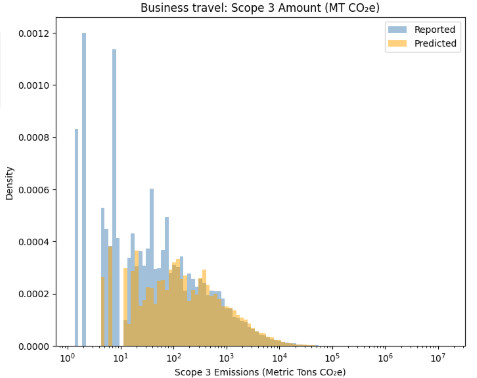 Business travel: Scope 3 Amount (MT CO₂e)
Reported
Predicted
0.0012
0.0010
0.0008
0.0006
0.0004
0.0002
0.0000
Density
10⁰ 10¹ 10² 10³ 10⁴ 10⁵ 10⁶ 10⁷
Scope 3 Emissions (Metric Tons CO₂e)